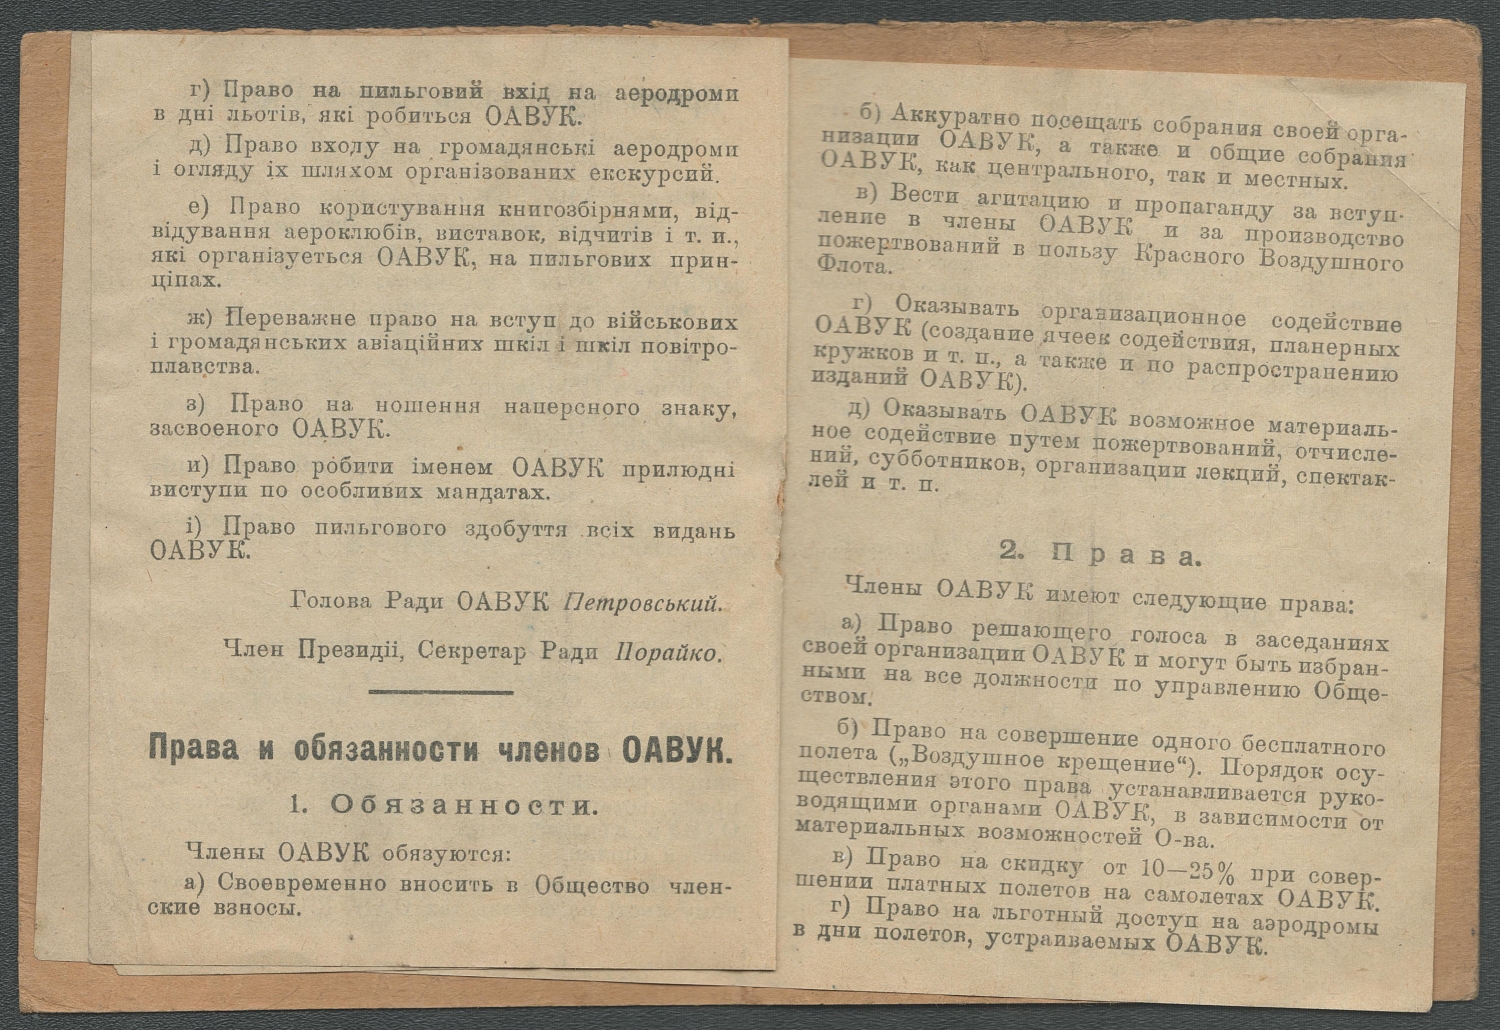 г) Право на пильговий вхід на аеродроми
в дні льотів, які робиться ОАВУК.
д) Право входу на громадянські аеродроми
і огляду їх шляхом організованих екскурсий.
е) Право користування книгозбірнями, від-
відування аероклюбів, виставок, відчитів і т. и.,
які організується ОАВУК, на пильгових прин-
ціпах.
ж) Переважне право на вступ до військових
і громадянських авіаційних шкіл і шкіл повітро-
плавства.
з) Право на ношення наперсного знаку,
засвоеного ОАВУК.
и) Право робити іменем ОАВУК прилюдні
виступи по особливих мандатах.
і) Право пильгового здобуття всіх видань
ОАВУК.
Голова Ради ОАВУК Петровський.
Член Президіі, Секретар Ради Порайко.
Права и обязанности членов ОАВУК.
1. Обязанности.
Члены ОАВУК обязуются:
а) Своевременно вносить в Общество член-
ские взносы.
б) Аккуратно посещать собрания своей орга-
низации ОАВУК, а также и общие собрания
ОАВУК, как центрального, так и местных.
в) Вести агитацию и пропаганду за вступ-
ление в члены ОАВУК и за производство
пожертвований в пользу Красного Воздушного
Флота.
г) Оказывать организационное содействие
ОАВУК (создание ячеек содействия, планерных
кружков и т. п., а также и по распространению
изданий ОАВУК).
д) Оказывать ОАВУК возможное материаль-
ное содействие путем пожертвований, отчисле-
ний, субботников, организации лекций, спектак-
лей и т. п.
2. Права.
Члены ОАВУК имеют следующие права:
а) Право решающего голоса в заседаниях
своей организации ОАВУК и могут быть избран-
ными на все должности по управлению Обще-
ством.
б) Право на совершение одного бесплатного
полета („Воздушное крещение“). Порядок осу-
ществления этого права устанавливается руко-
водящими органами ОАВУК, в зависимости от
материальных возможностей О-ва.
в) Право на скидку от 10—25% при совер-
шении платных полетов на самолетах ОАВУК.
г) Право на льготный доступ на аэродромы
в дни полетов, устраиваемых ОАВУК.